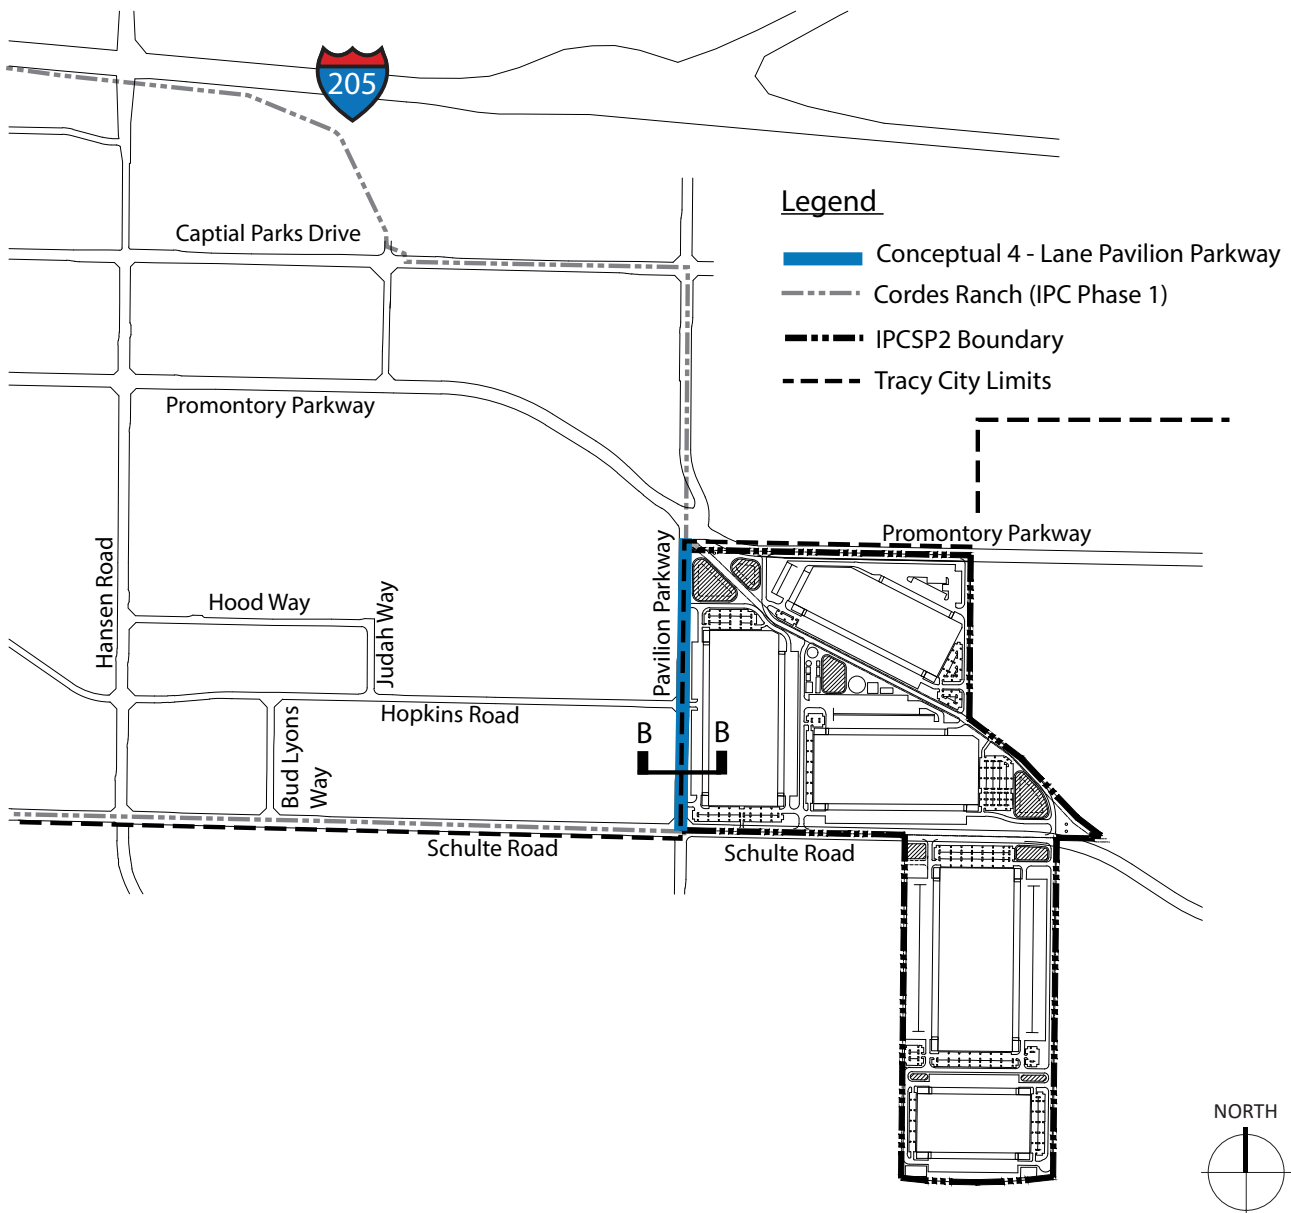 205
Legend
Conceptual 4 - Lane Pavilion Parkway
Cordes Ranch (IPC Phase 1)
IPCSP2 Boundary
Tracy City Limits
Captial Parks Drive
Promontory Parkway
Promontory Parkway
Hansen Road
Hood Way
Judah Way
Pavilion Parkway
Hopkins Road
Bud Lyons
Way
B
B
Schulte Road
Schulte Road
NORTH